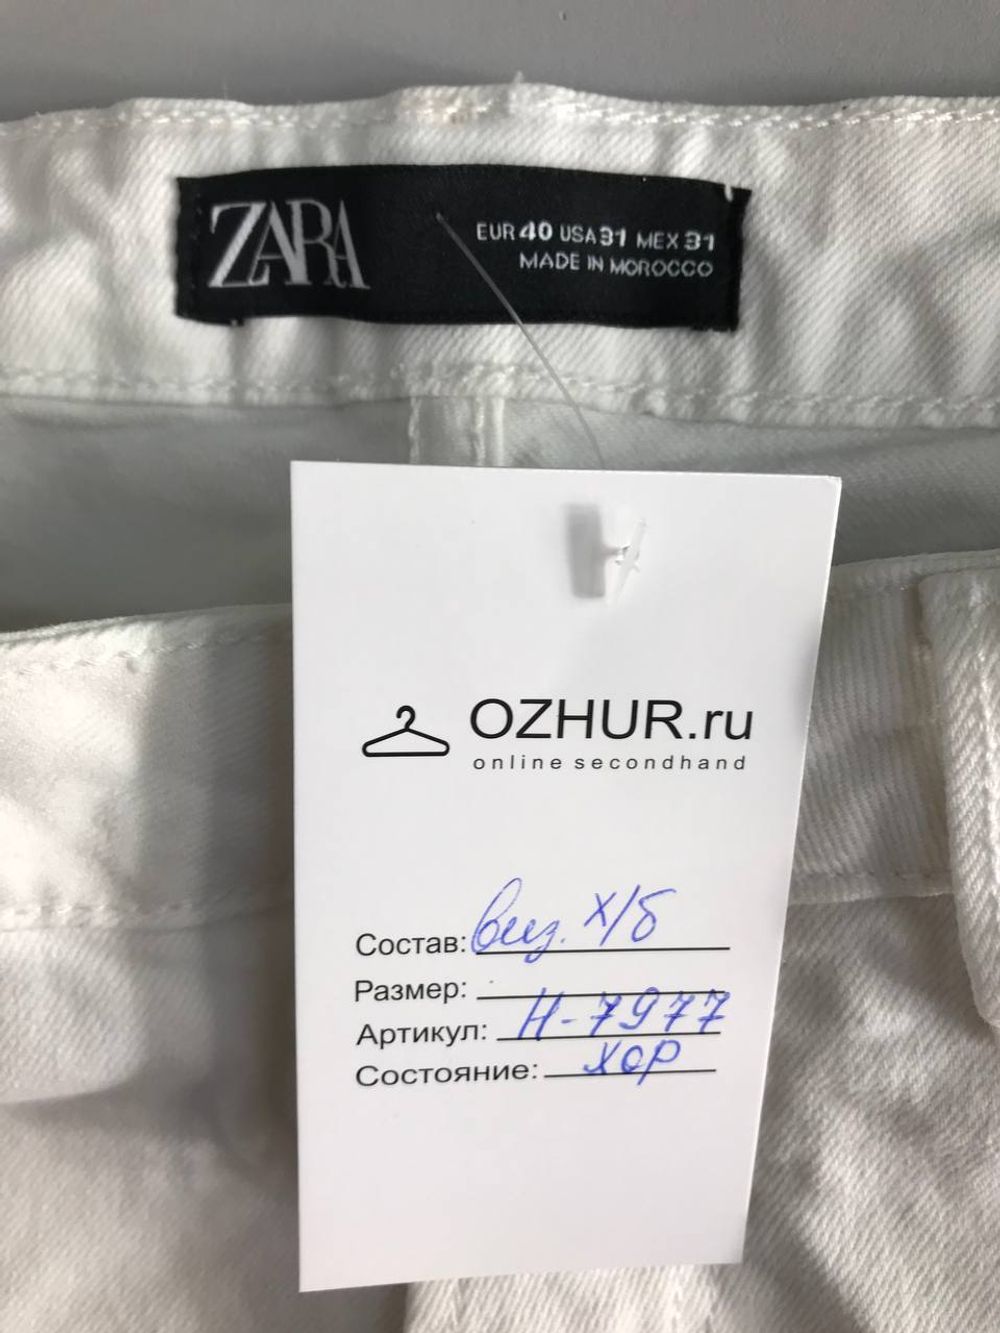 ZARA
EUR 40 USA 31 MEX 31
MADE IN MOROCCO
OZHUR.ru
online secondhand
Состав: виз. х/б
Размер:
Артикул: Н-7977
Состояние: хор